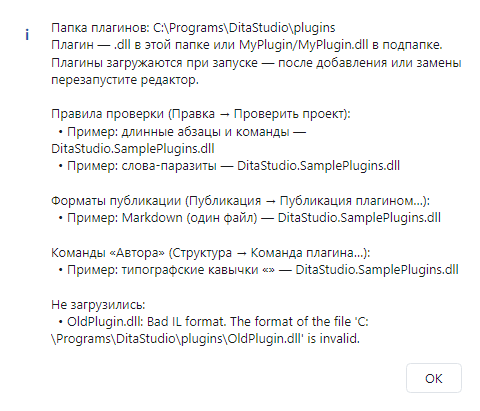 Папка плагинов: C:\Programs\DitaStudio\plugins
Плагин — .dll в этой папке или MyPlugin/MyPlugin.dll в подпапке.
Плагины загружаются при запуске — после добавления или замены
перезапустите редактор.
Правила проверки (Правка → Проверить проект):
• Пример: длинные абзацы и команды —
DitaStudio.SamplePlugins.dll
• Пример: слова-паразиты — DitaStudio.SamplePlugins.dll
Форматы публикации (Публикация → Публикация плагином...):
• Пример: Markdown (один файл) — DitaStudio.SamplePlugins.dll
Команды «Автора» (Структура → Команда плагина...):
• Пример: типографские кавычки «» — DitaStudio.SamplePlugins.dll
Не загрузились:
• OldPlugin.dll: Bad IL format. The format of the file 'C:
\Programs\DitaStudio\plugins\OldPlugin.dll' is invalid.
OK